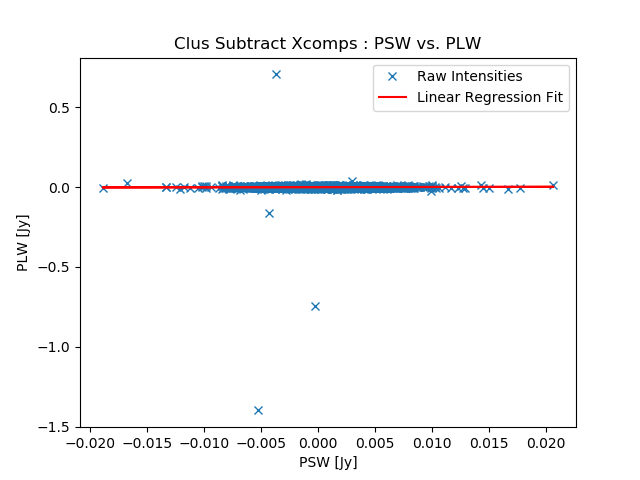 Clus Subtract Xcomps : PSW vs. PLW
Raw Intensities
Linear Regression Fit
0.5
0.0
−0.5
−1.0
−1.5
PLW [Jy]
−0.020 −0.015 −0.010 −0.005 0.000 0.005 0.010 0.015 0.020
PSW [Jy]